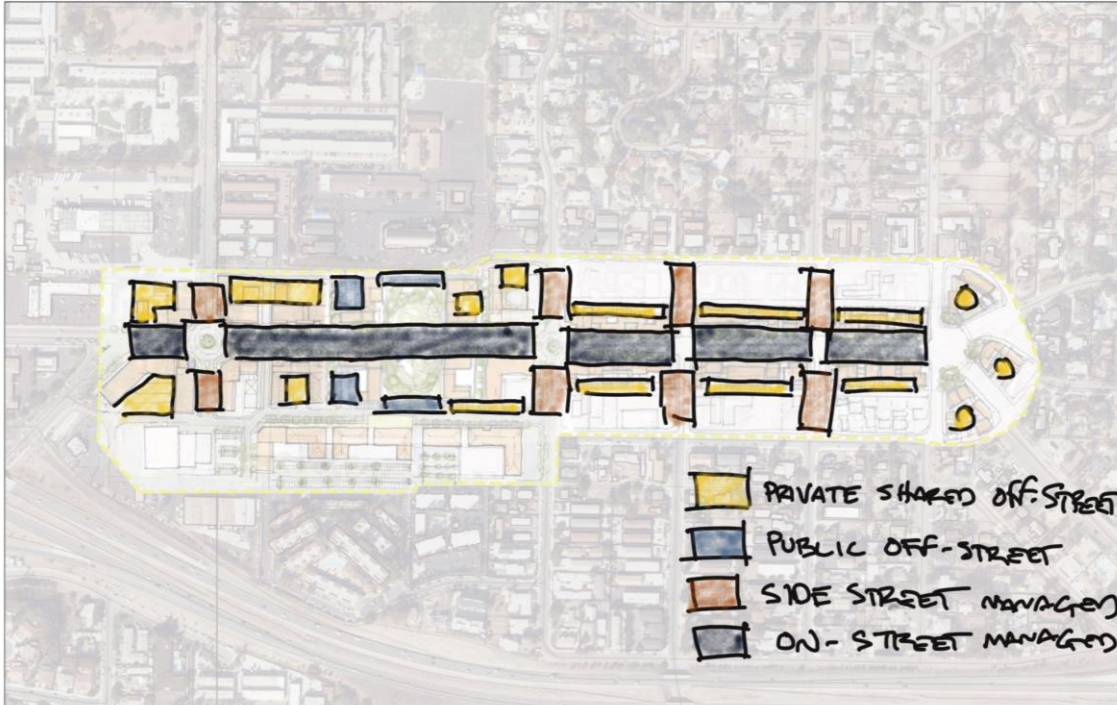 PRIVATE SHARED OFF-STREET
PUBLIC OFF-STREET
SIDE STREET MANAGED
ON-STREET MANAGED